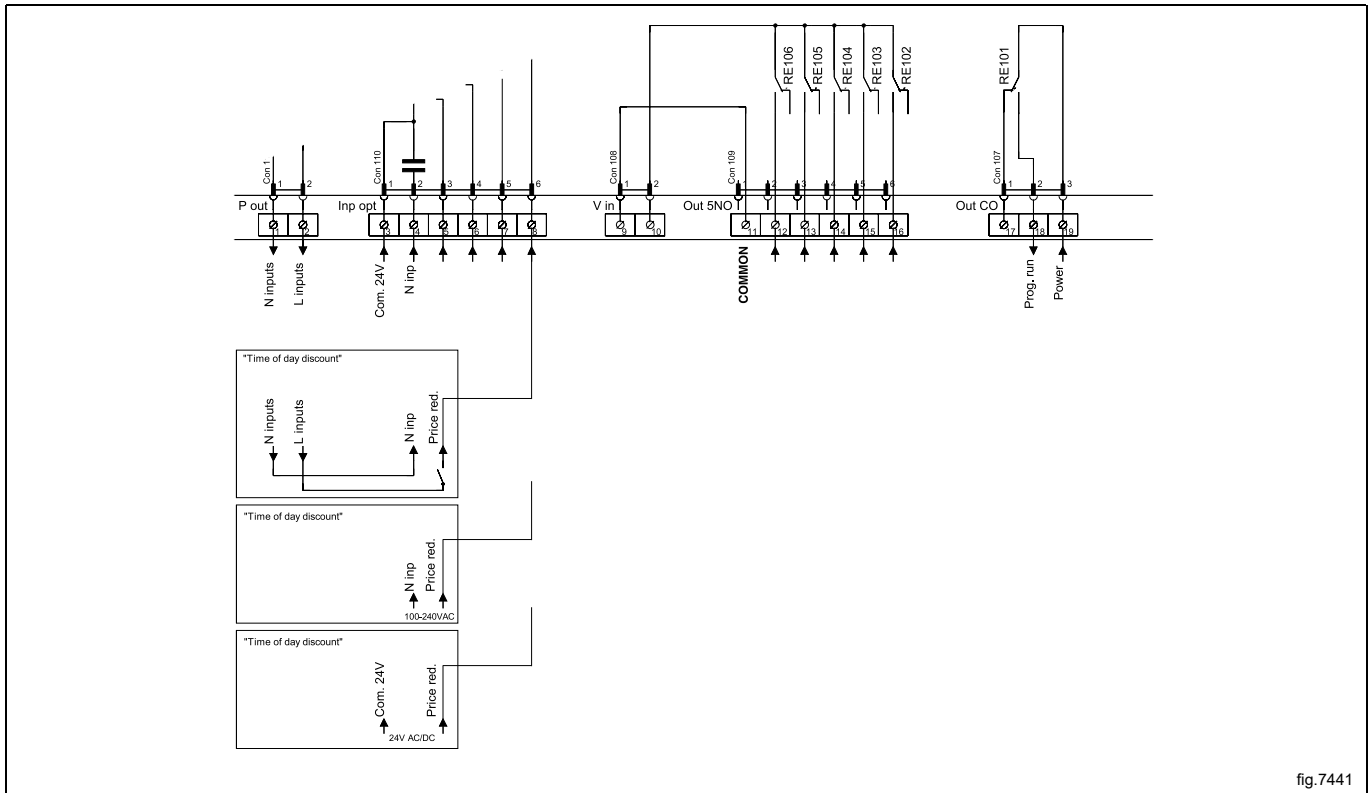 RE106
RE105
RE104
RE103
RE102
RE101
Con 1
1
2
Con 110
1
2
3
4
5
6
Con 108
1
2
Con 109
1
2
3
4
5
6
Con 107
1
2
3
P out
Inp opt
V in
Out 5NO
Out CO
1
2
3
4
5
6
7
8
9
10
11
12
13
14
15
16
17
18
19
N inputs
L inputs
Com. 24V
N inp
COMMON
Prog. run
Power
"Time of day discount"
N inputs
L inputs
N inp
Price red.
"Time of day discount"
N inp
Price red.
100-240VAC
"Time of day discount"
Com. 24V
Price red.
24V AC/DC
fig.7441